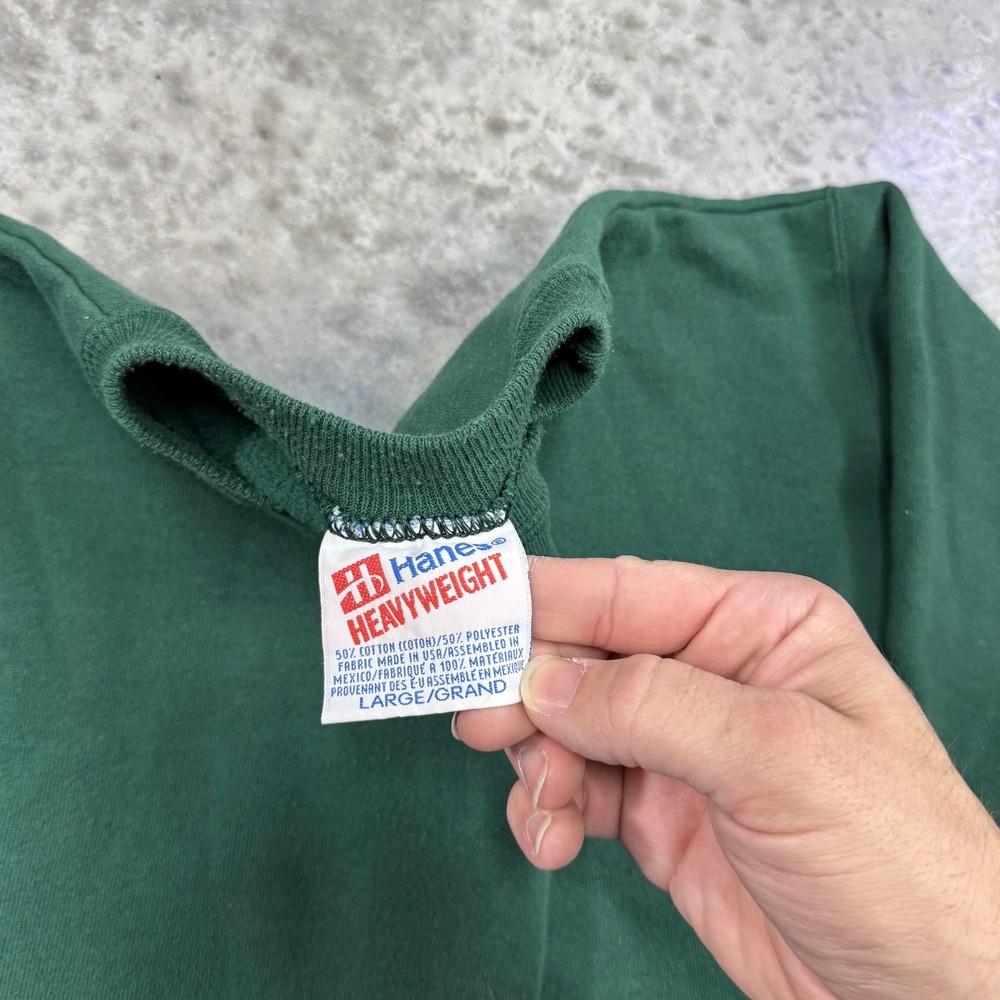 Hanes®
HEAVYWEIGHT
50% COTTON (COTON)/50% POLYESTER
FABRIC MADE IN USA/ASSEMBLED IN
MEXICO/FABRIQUÉ A 100% MATÉRIAUX
PROVENANT DES É-U ASSEMBLÉ EN MEXIQUE
LARGE/GRAND